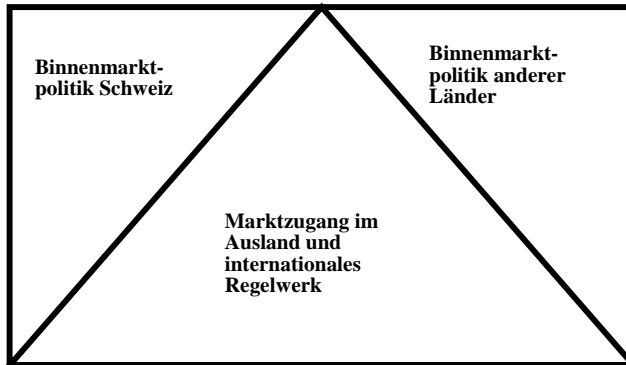 Binnenmarkt-
politik Schweiz
Binnenmarkt-
politik anderer
Länder
Marktzugang im
Ausland und
internationales
Regelwerk